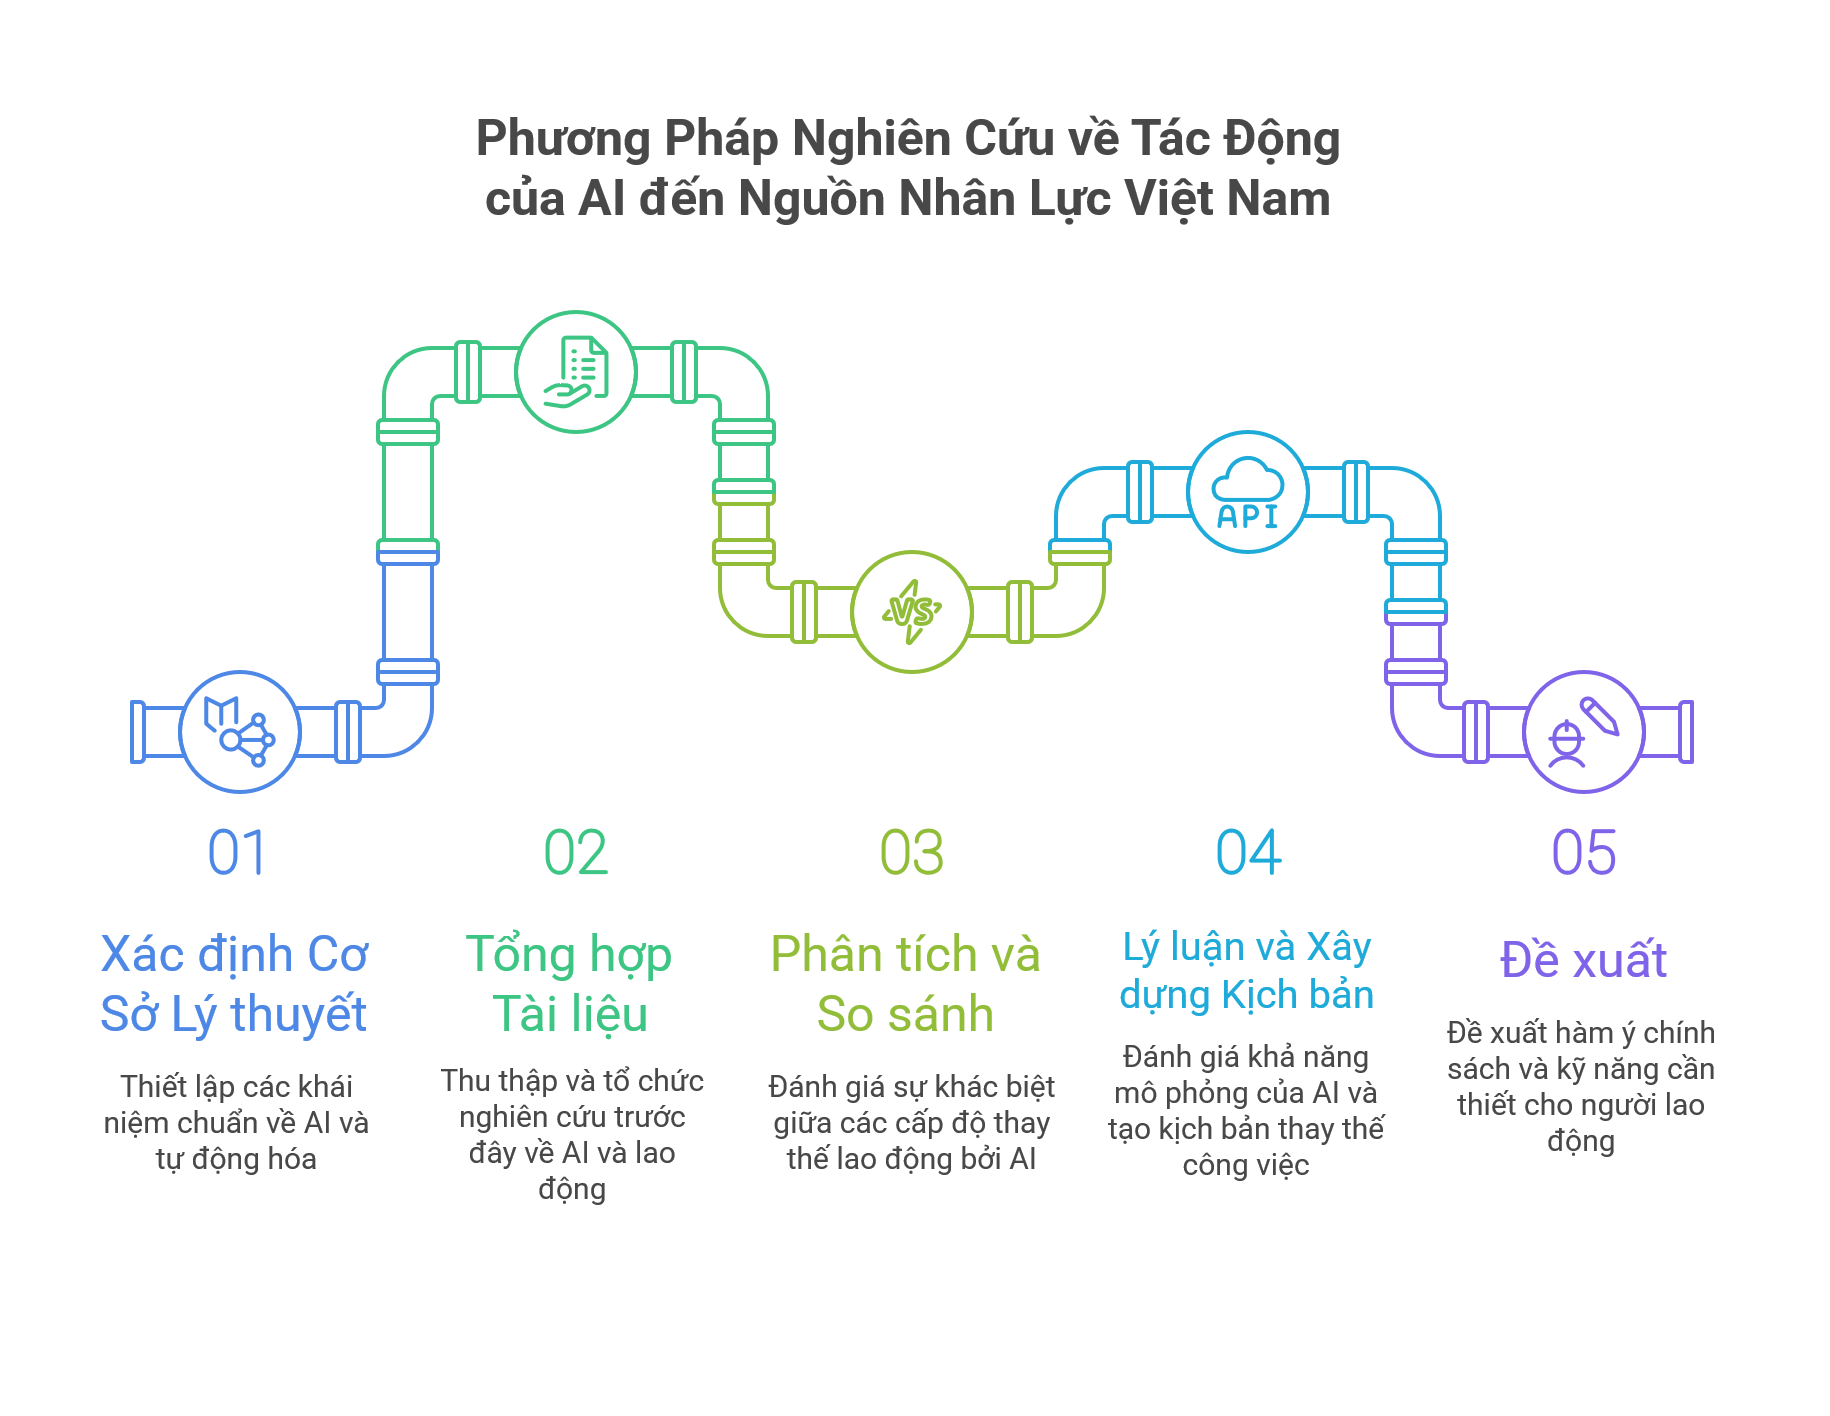 Phương Pháp Nghiên Cứu về Tác Động
của AI đến Nguồn Nhân Lực Việt Nam
VS
API
01
Xác định Cơ
Sở Lý thuyết
Thiết lập các khái
niệm chuẩn về AI và
tự động hóa
02
Tổng hợp
Tài liệu
Thu thập và tổ chức
nghiên cứu trước
đây về AI và lao
động
03
Phân tích và
So sánh
Đánh giá sự khác biệt
giữa các cấp độ thay
thế lao động bởi AI
04
Lý luận và Xây
dựng Kịch bản
Đánh giá khả năng
mô phỏng của AI và
tạo kịch bản thay thế
công việc
05
Đề xuất
Đề xuất hàm ý chính
sách và kỹ năng cần
thiết cho người lao
động